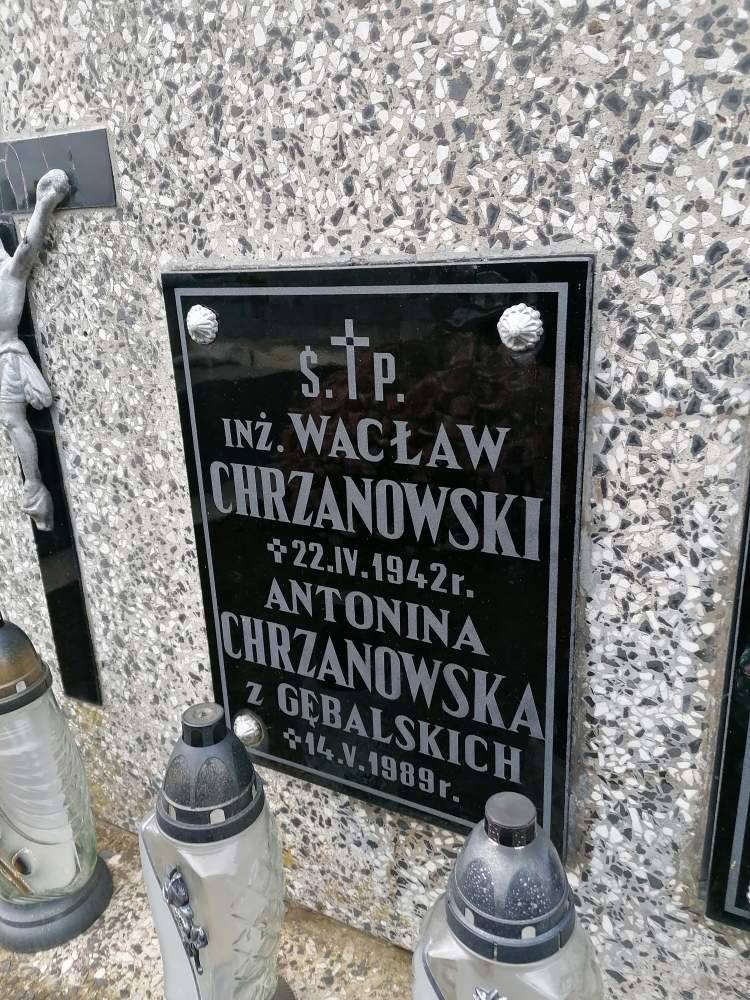 Ś.†P.
INŻ. WACŁAW
CHRZANOWSKI
✝22.IV.1942r.
ANTONINA
CHRZANOWSKA
Z GĘBALSKICH
✝14.V.1989r.